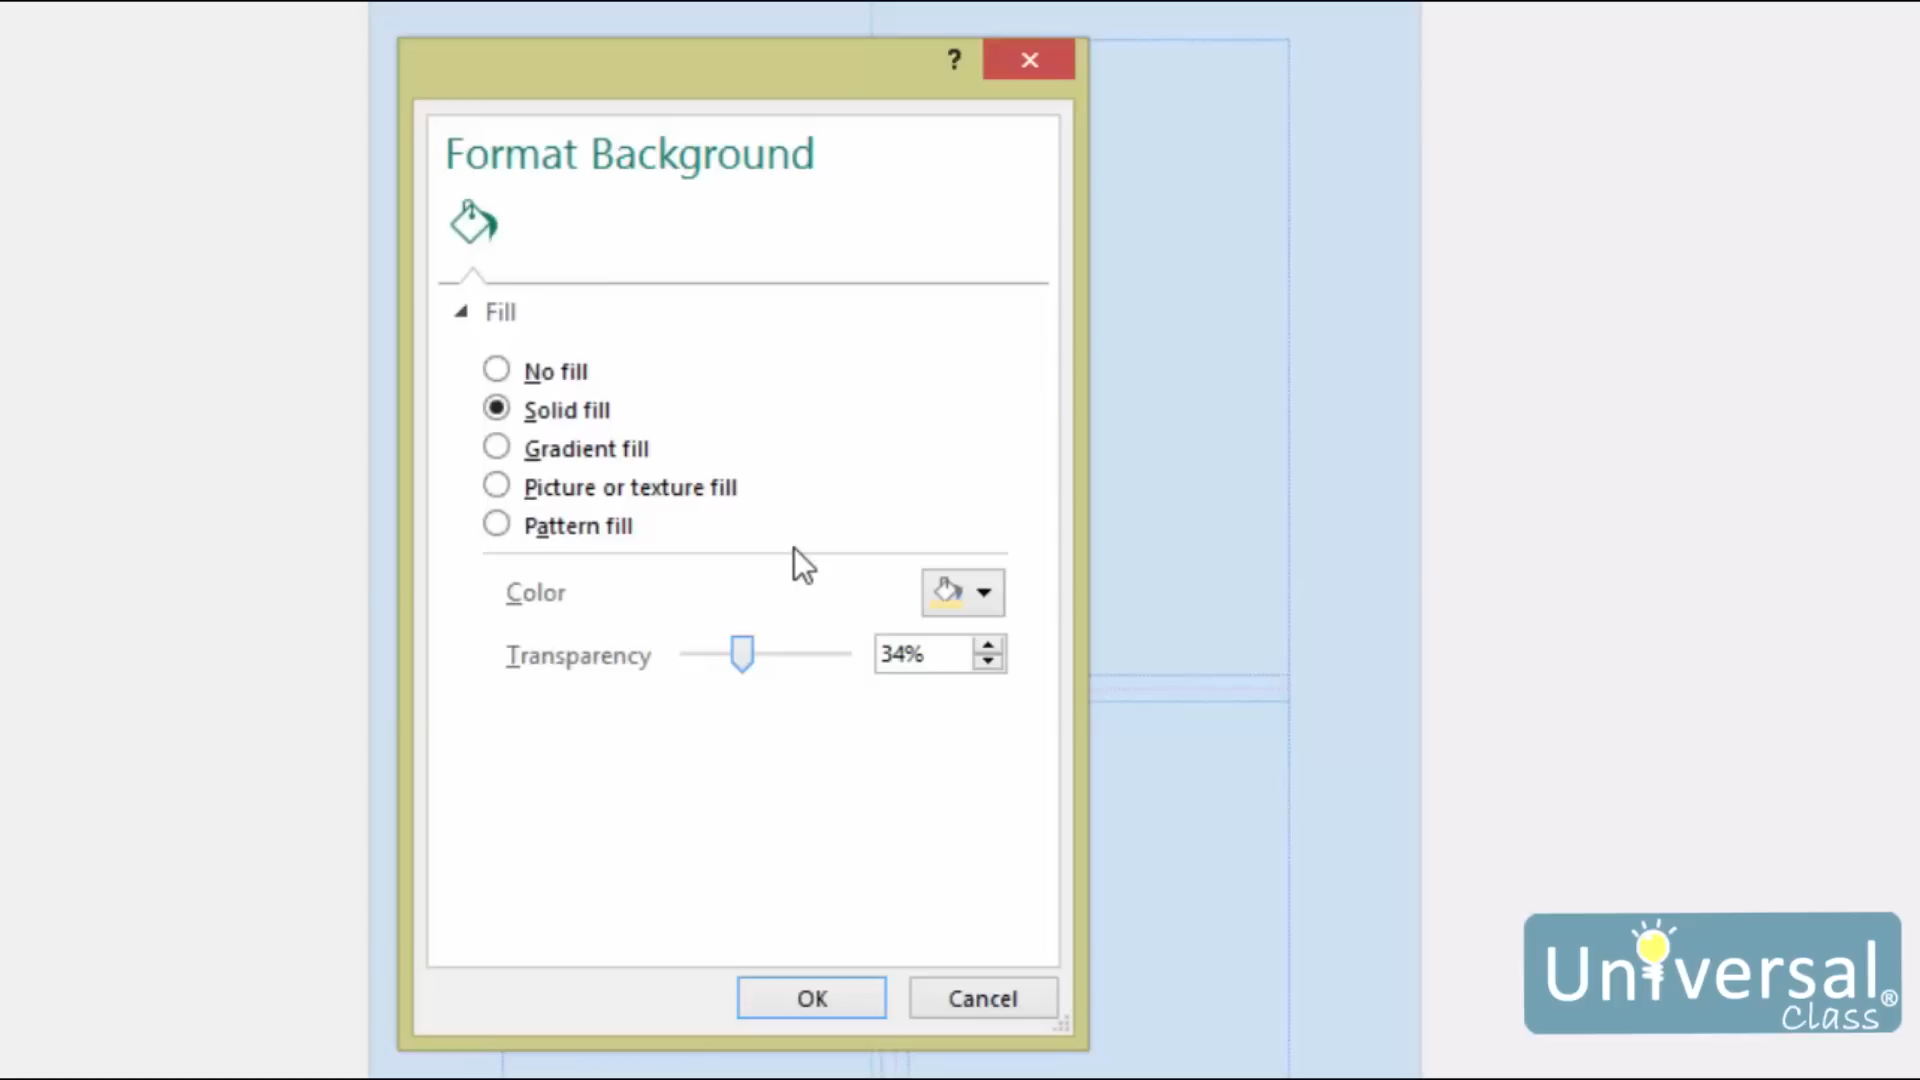 ?
Format Background
Fill
No fill
Solid fill
Gradient fill
Picture or texture fill
Pattern fill
Color
Transparency 34%
OK Cancel
Universal®
Class